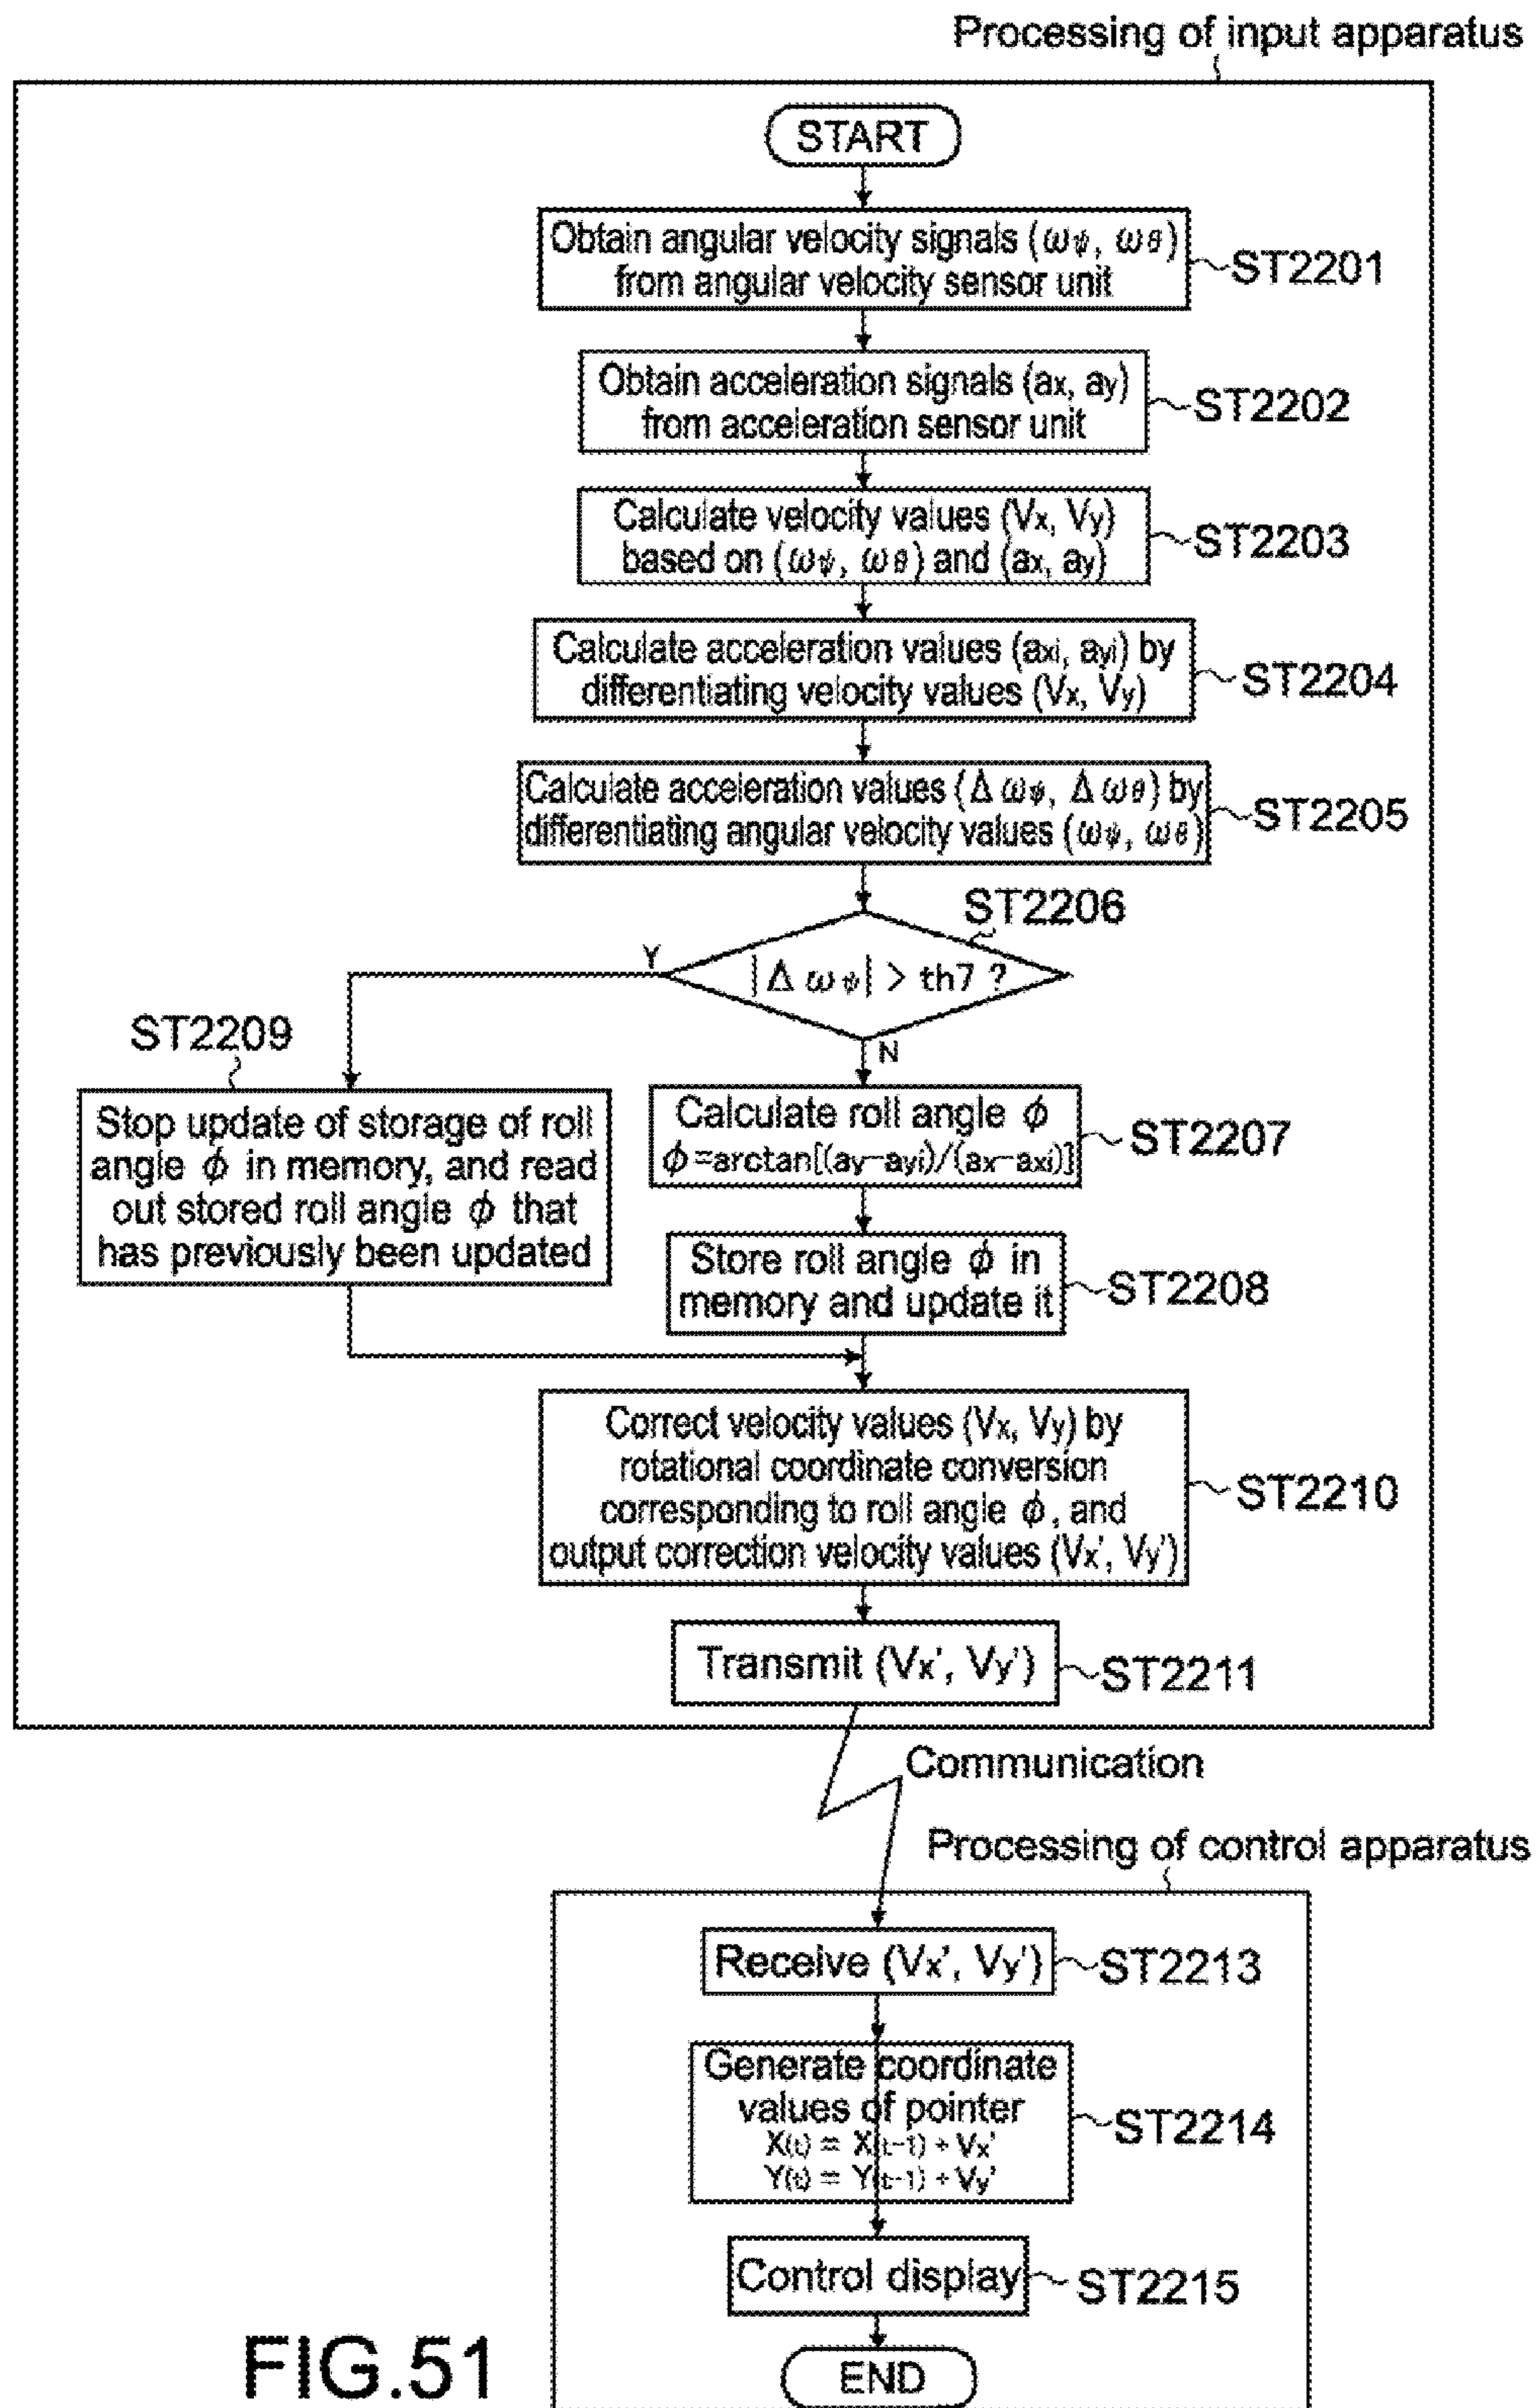 Processing of input apparatus
START
Obtain angular velocity signals (ωψ, ωθ)
from angular velocity sensor unit
ST2201
Obtain acceleration signals (ax, ay)
from acceleration sensor unit
ST2202
Calculate velocity values (Vx, Vy)
based on (ωψ, ωθ) and (ax, ay)
ST2203
Calculate acceleration values (axi, ayi) by
differentiating velocity values (Vx, Vy)
ST2204
Calculate acceleration values (Δωψ, Δωθ) by
differentiating angular velocity values (ωψ, ωθ)
ST2205
ST2206
|Δωψ| > th7 ?
Y
N
ST2209
Stop update of storage of roll
angle ϕ in memory, and read
out stored roll angle ϕ that
has previously been updated
Calculate roll angle ϕ
ϕ=arctan[(ay-ayi)/(ax-axi)]
ST2207
Store roll angle ϕ in
memory and update it
ST2208
Correct velocity values (Vx, Vy) by
rotational coordinate conversion
corresponding to roll angle ϕ, and
output correction velocity values (Vx', Vy')
ST2210
Transmit (Vx', Vy')
ST2211
Communication
Processing of control apparatus
Receive (Vx', Vy')
ST2213
Generate coordinate
values of pointer
X(t) = X(t-1) + Vx'
Y(t) = Y(t-1) + Vy'
ST2214
Control display
ST2215
END
FIG.51